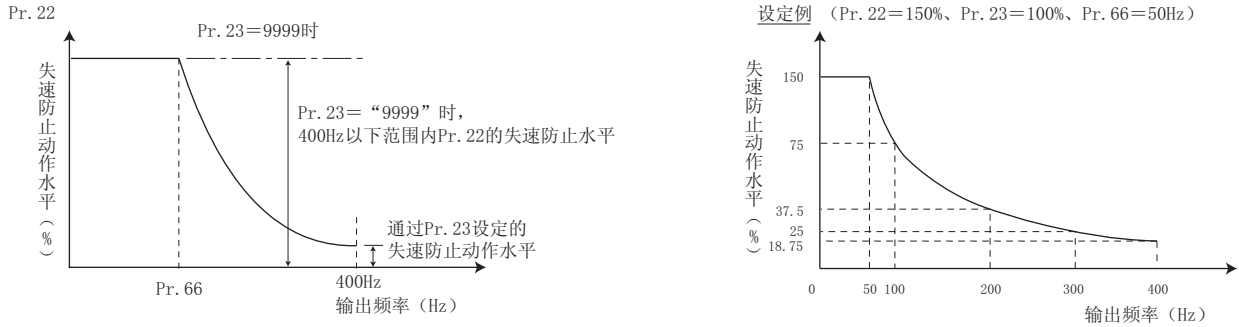 Pr.22
Pr.23＝9999时
失速防止动作水平（%）
Pr.23＝“9999”时，
400Hz以下范围内Pr.22的失速防止水平
通过Pr.23设定的
失速防止动作水平
Pr.66
400Hz
输出频率（Hz）
设定例 （Pr.22＝150%、Pr.23＝100%、Pr.66＝50Hz）
失速防止动作水平（%）
150
75
37.5
25
18.75
0
50
100
200
300
400
输出频率（Hz）